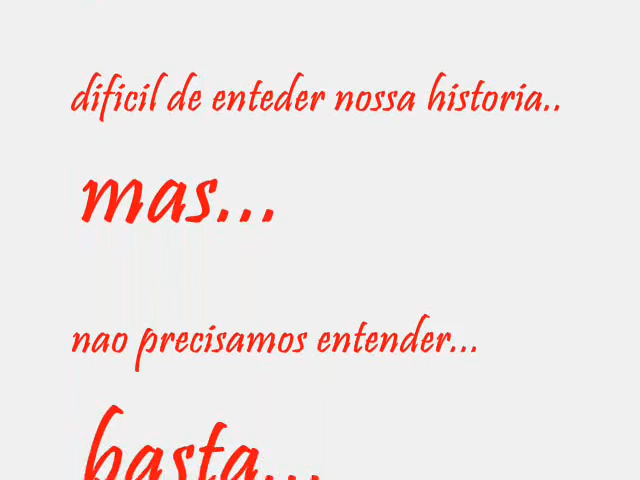 dificil de enteder nossa historia..
mas...
nao precisamos entender...
basta...